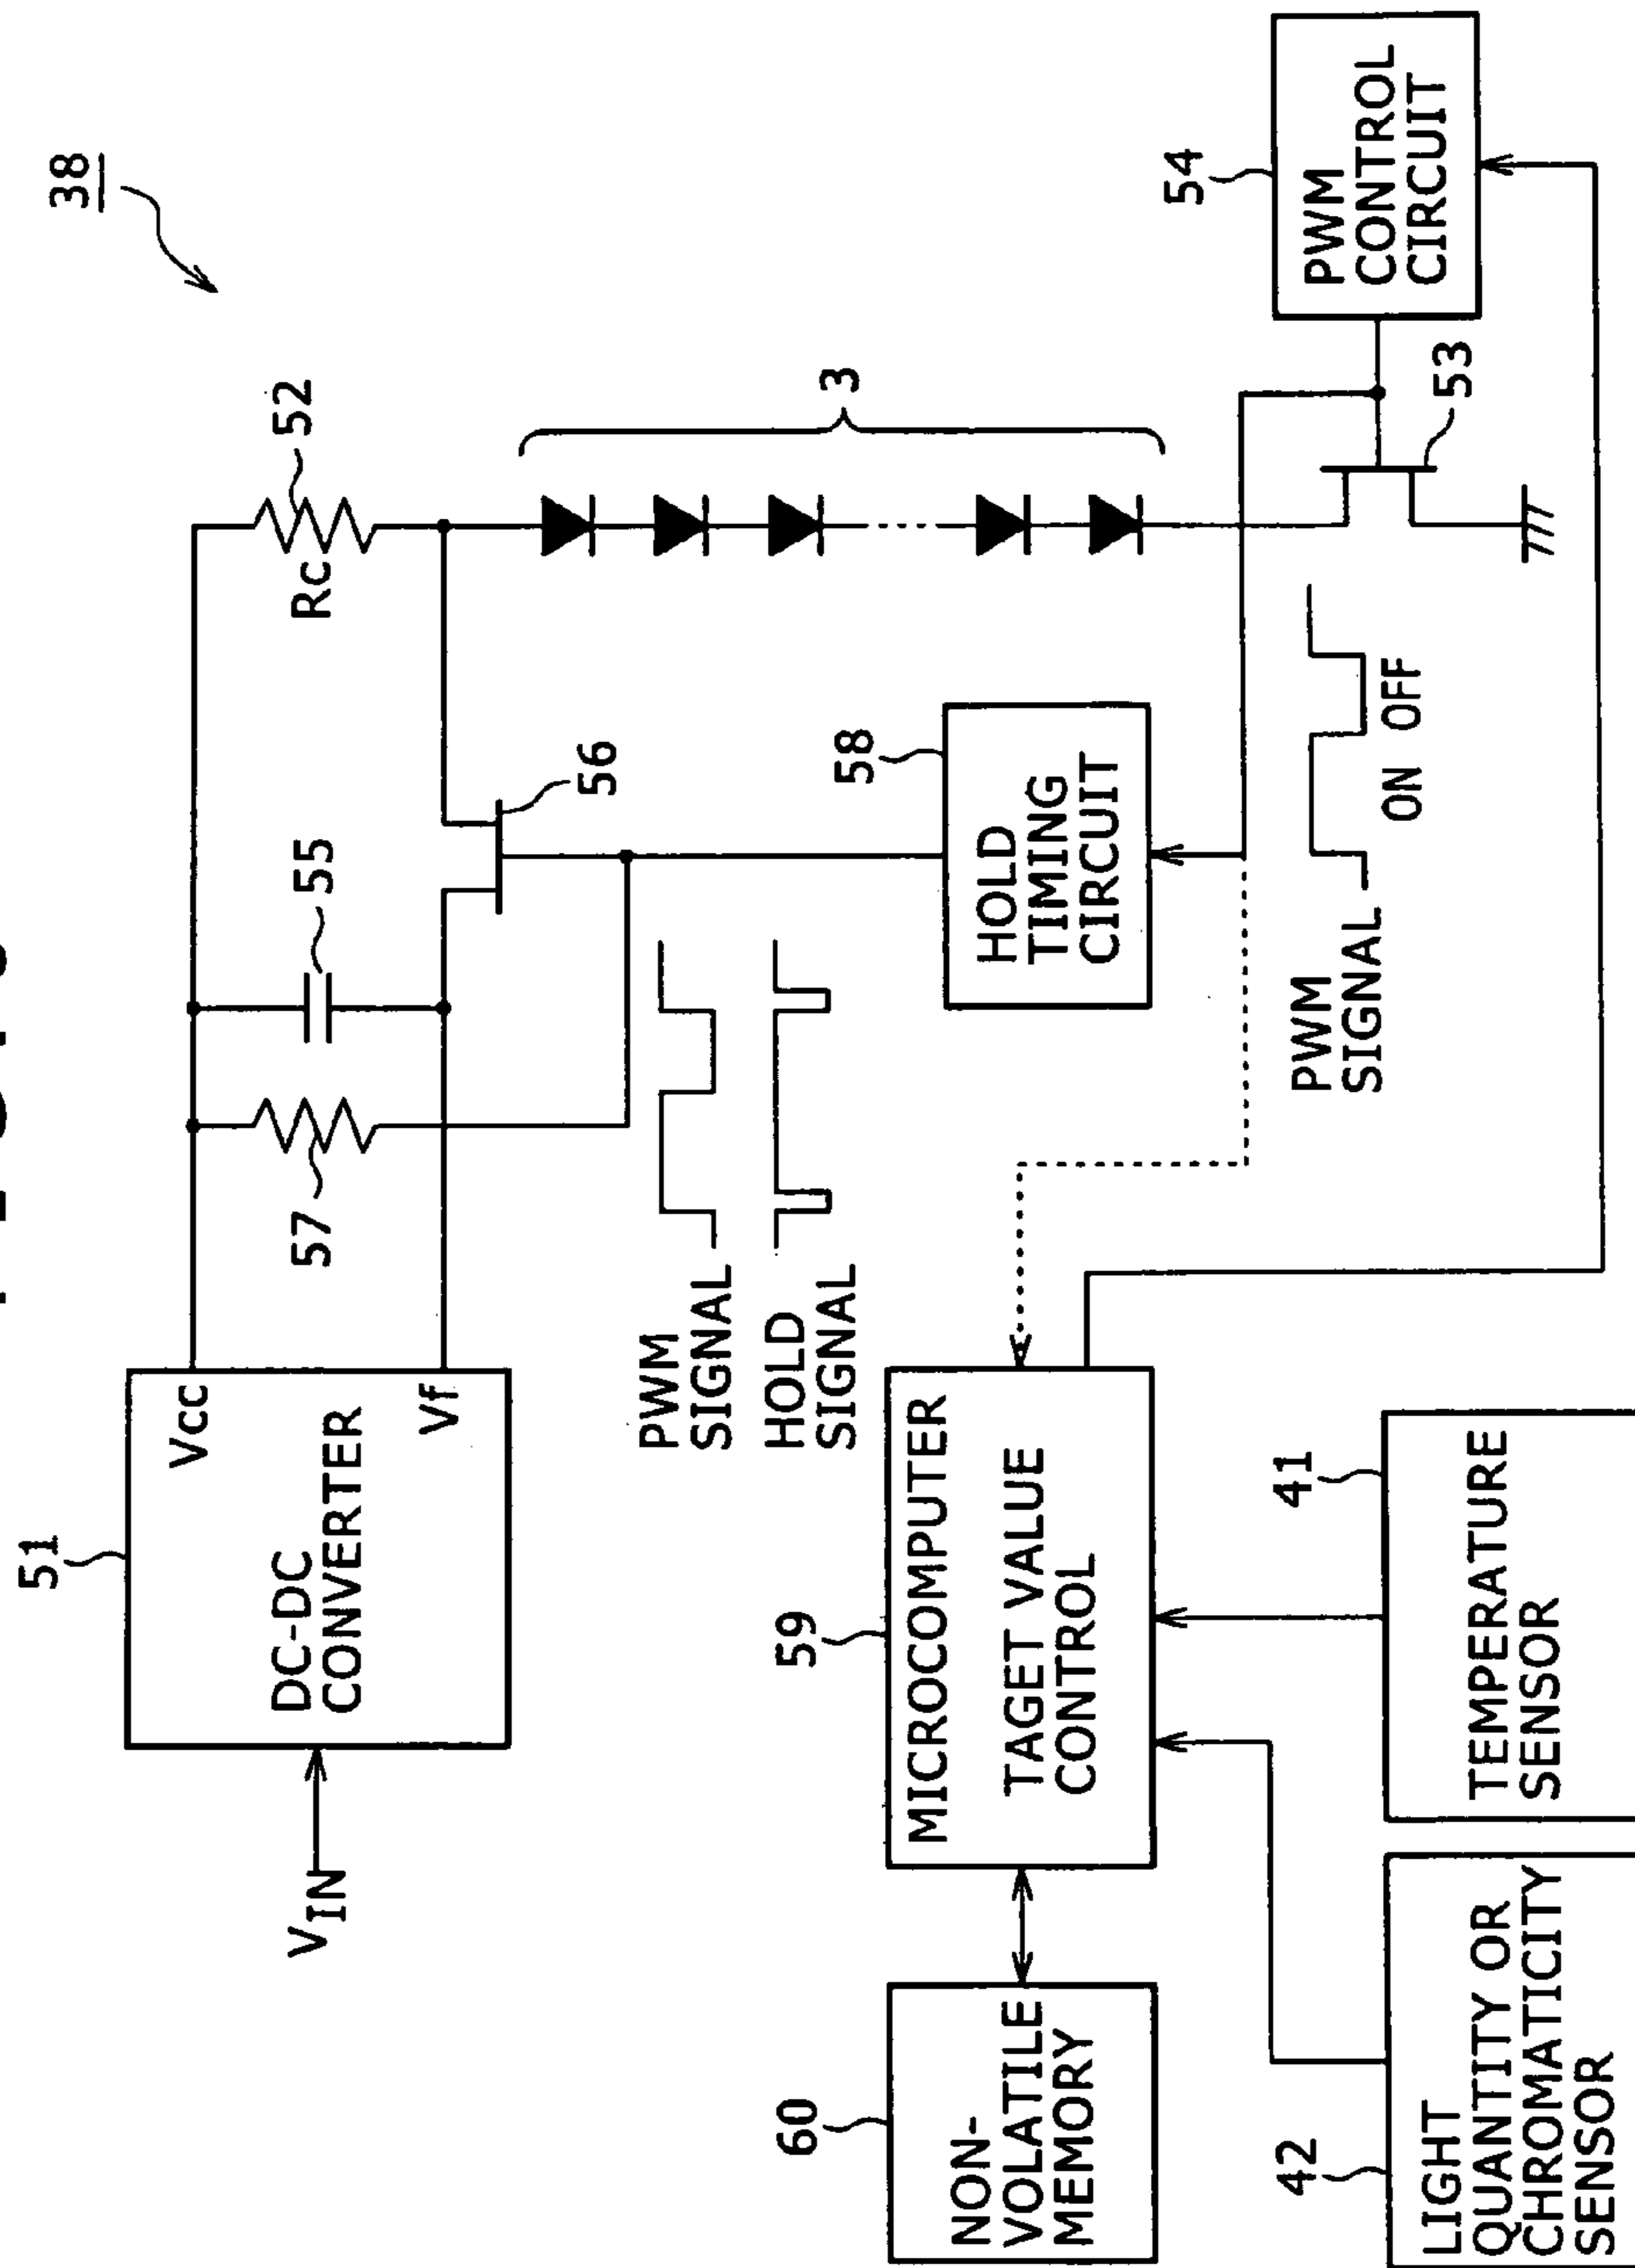 38
51
Vcc
DC-DC
CONVERTER
Vf
VIN
57
55
Rc
52
56
3
PWM
SIGNAL
HOLD
SIGNAL
58
HOLD
TIMING
CIRCUIT
54
PWM
CONTROL
CIRCUIT
53
PWM
SIGNAL
ON OFF
59
MICROCOMPUTER
TAGET VALUE
CONTROL
60
NON-
VOLATILE
MEMORY
41
TEMPERATURE
SENSOR
42
LIGHT
QUANTITY OR
CHROMATICITY
SENSOR